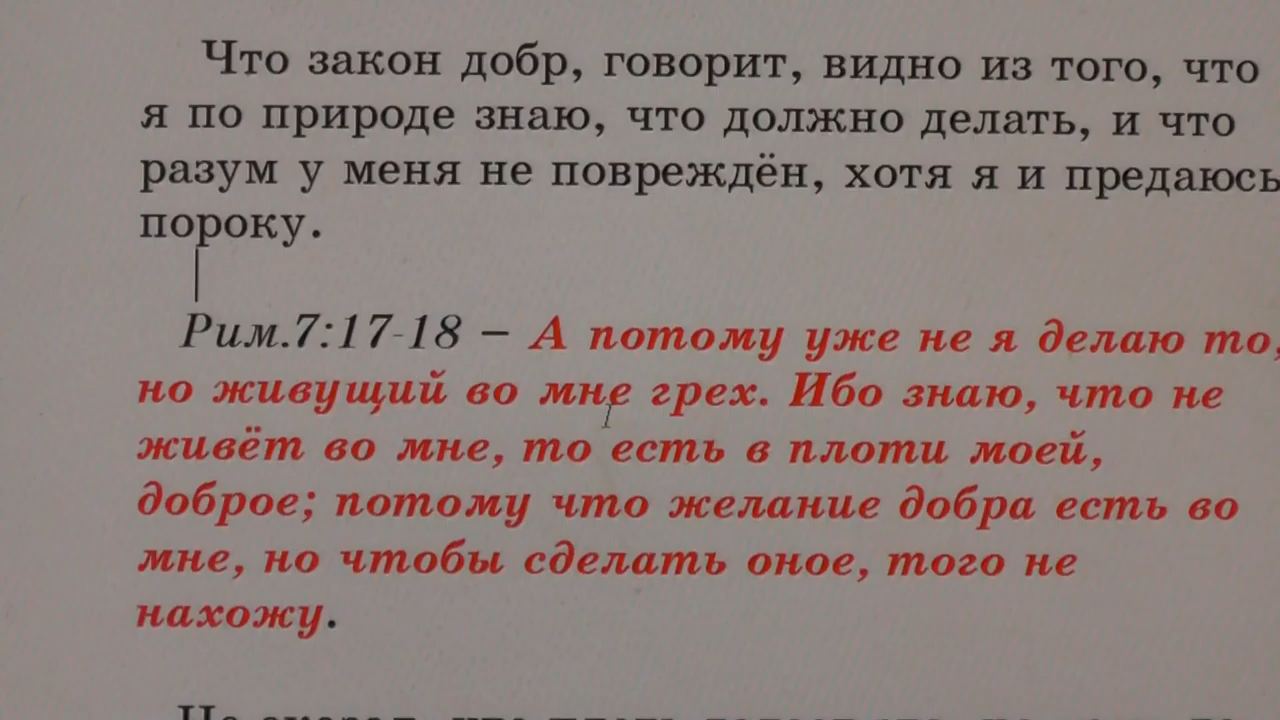 Что закон добр, говорит, видно из того, что
я по природе знаю, что должно делать, и что
разум у меня не повреждён, хотя я и предаюсь
пороку.
Рим.7:17-18 – А потому уже не я делаю то,
но живущий во мне грех. Ибо знаю, что не
живёт во мне, то есть в плоти моей,
доброе; потому что желание добра есть во
мне, но чтобы сделать оное, того не
нахожу.